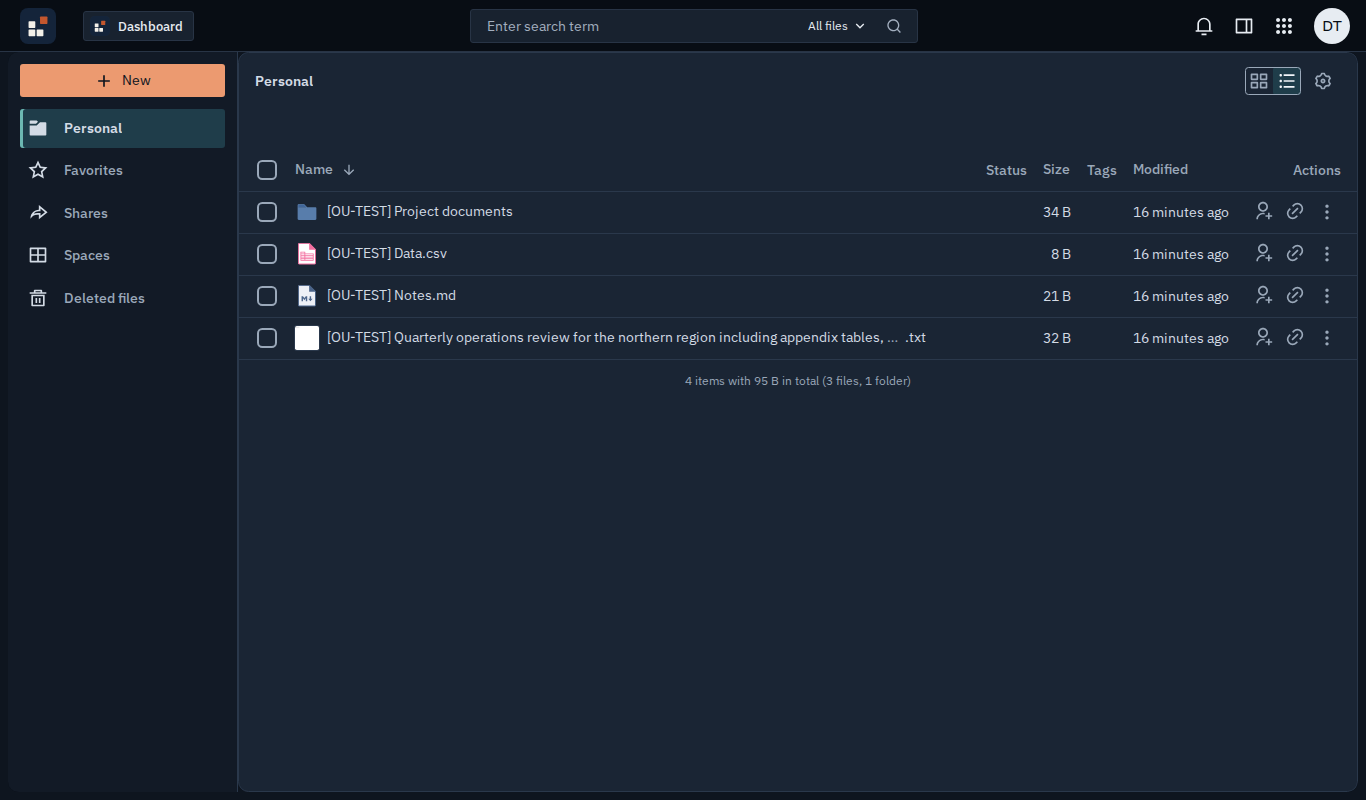 Dashboard
Enter search term
All files
DT
New
Personal
Favorites
Shares
Spaces
Deleted files
Personal
Name Status Size Tags Modified Actions
[OU-TEST] Project documents 34 B 16 minutes ago
[OU-TEST] Data.csv 8 B 16 minutes ago
[OU-TEST] Notes.md 21 B 16 minutes ago
[OU-TEST] Quarterly operations review for the northern region including appendix tables, ... .txt 32 B 16 minutes ago
4 items with 95 B in total (3 files, 1 folder)